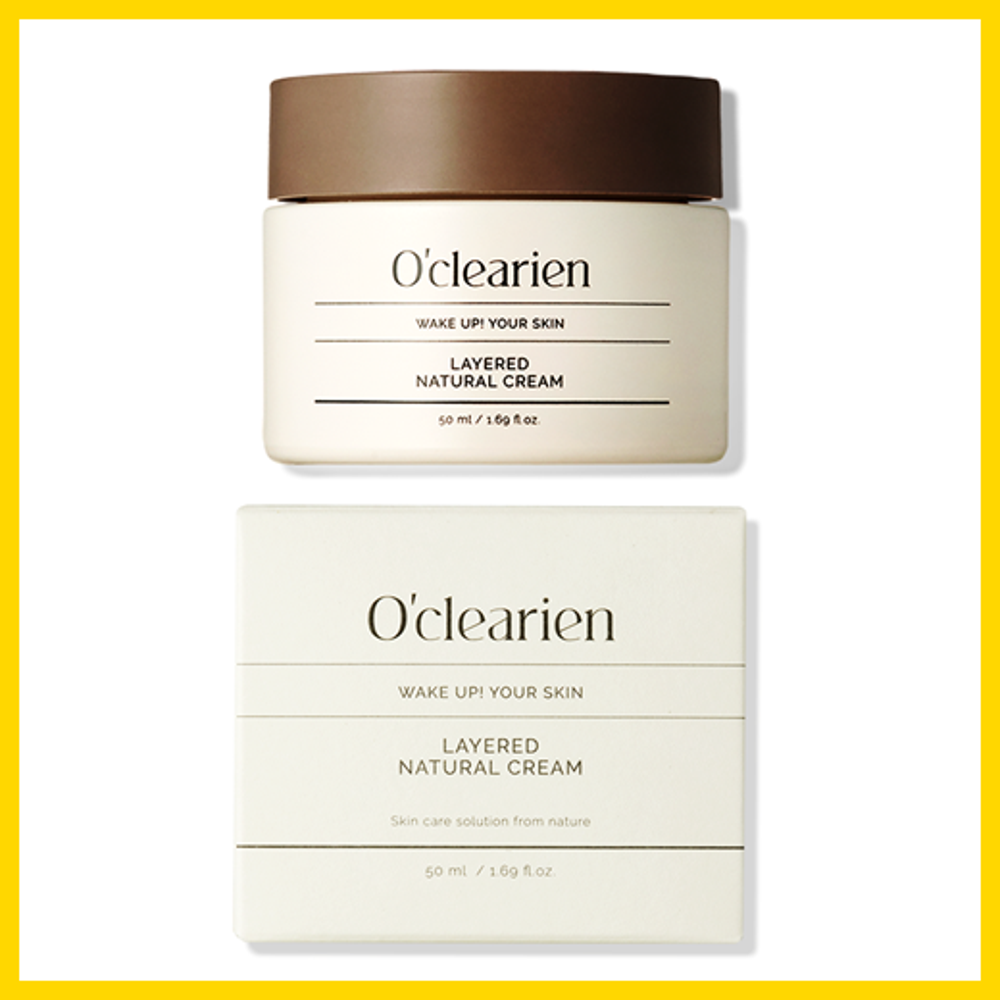 O'clearien
WAKE UP! YOUR SKIN
LAYERED
NATURAL CREAM
50 ml / 1.69 fl.oz.
O'clearien
WAKE UP! YOUR SKIN
LAYERED
NATURAL CREAM
Skin care solution from nature
50 ml / 1.69 fl.oz.